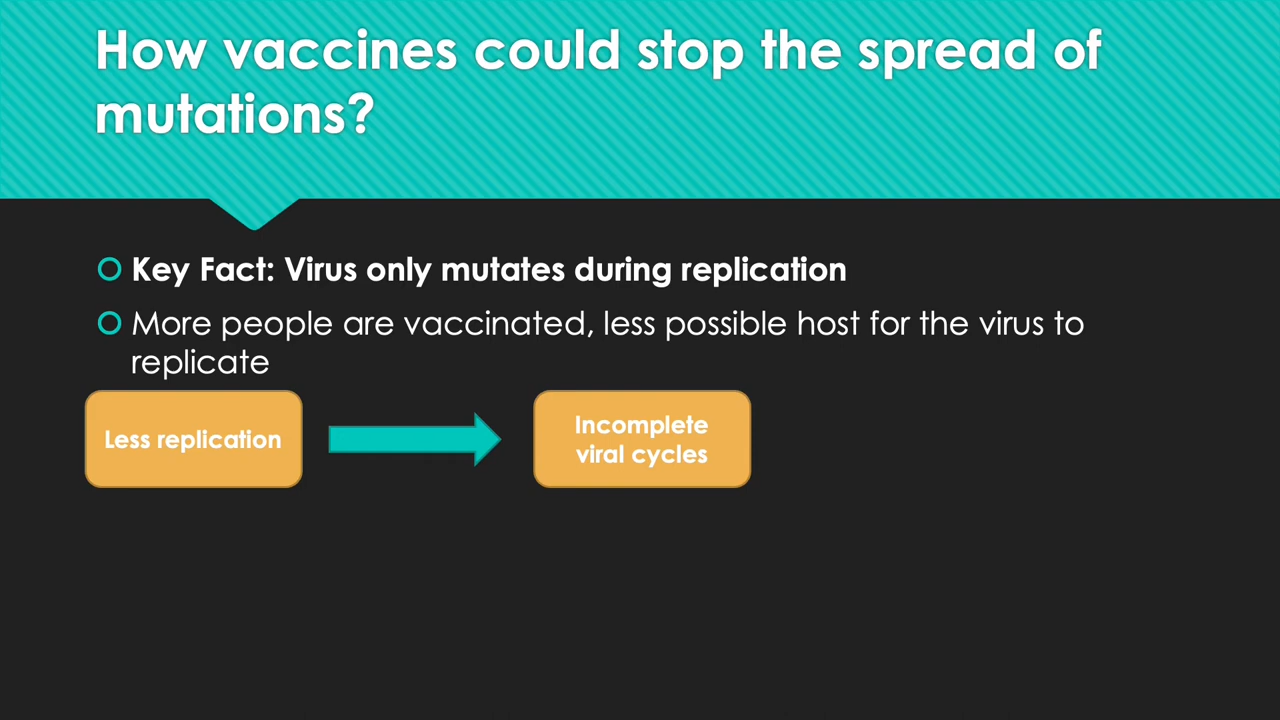 How vaccines could stop the spread of
mutations?
Key Fact: Virus only mutates during replication
More people are vaccinated, less possible host for the virus to
replicate
Less replication
Incomplete
viral cycles